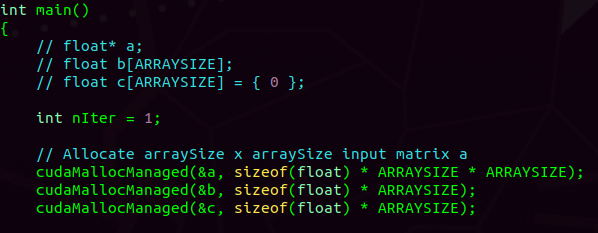 int main()
{
    // float* a;
    // float b[ARRAYSIZE];
    // float c[ARRAYSIZE] = { 0 };

    int nIter = 1;

    // Allocate arraySize x arraySize input matrix a
    cudaMallocManaged(&a, sizeof(float) * ARRAYSIZE * ARRAYSIZE);
    cudaMallocManaged(&b, sizeof(float) * ARRAYSIZE);
    cudaMallocManaged(&c, sizeof(float) * ARRAYSIZE);